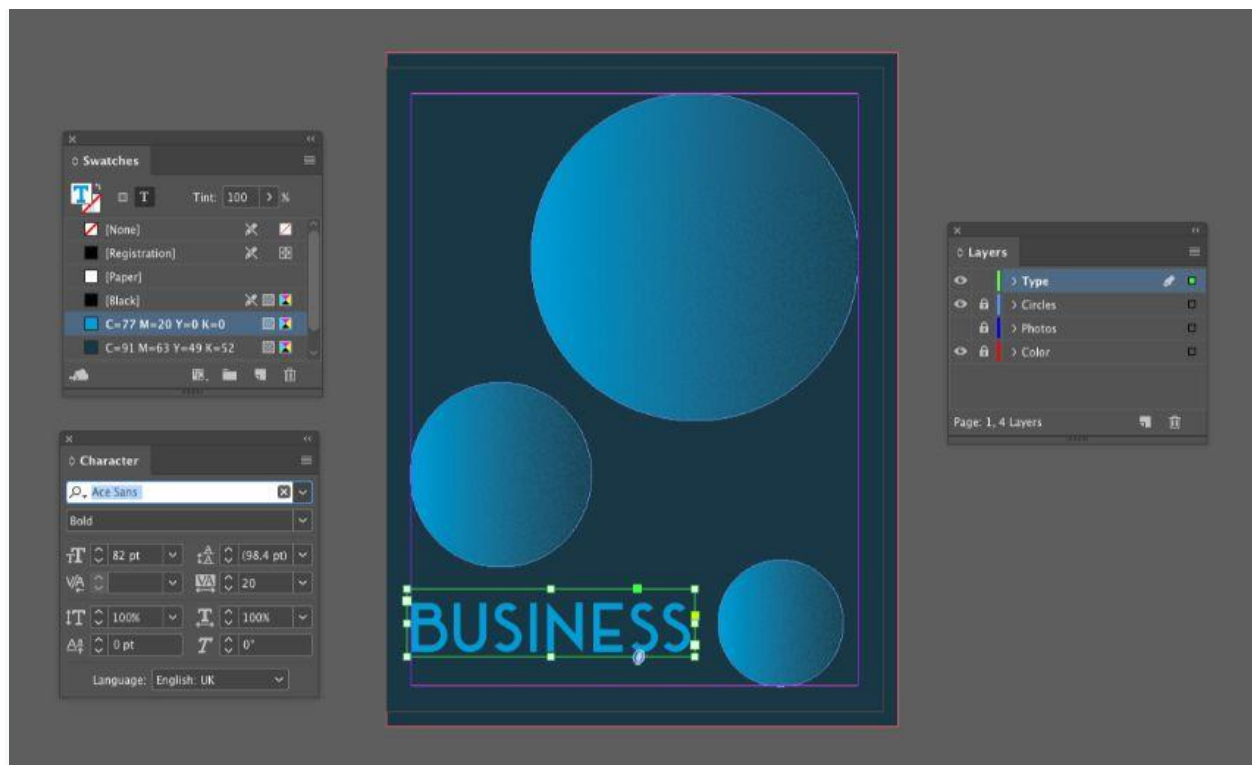 Swatches
T T Tint: 100 > %
[None]
[Registration]
[Paper]
[Black]
C=77 M=20 Y=0 K=0
C=91 M=63 Y=49 K=52
Character
Ace Sans
Bold
82 pt (98.4 pt)
20
100% 100%
0 pt 0°
Language: English: UK
BUSINESS
Layers
Type
Circles
Photos
Color
Page: 1, 4 Layers